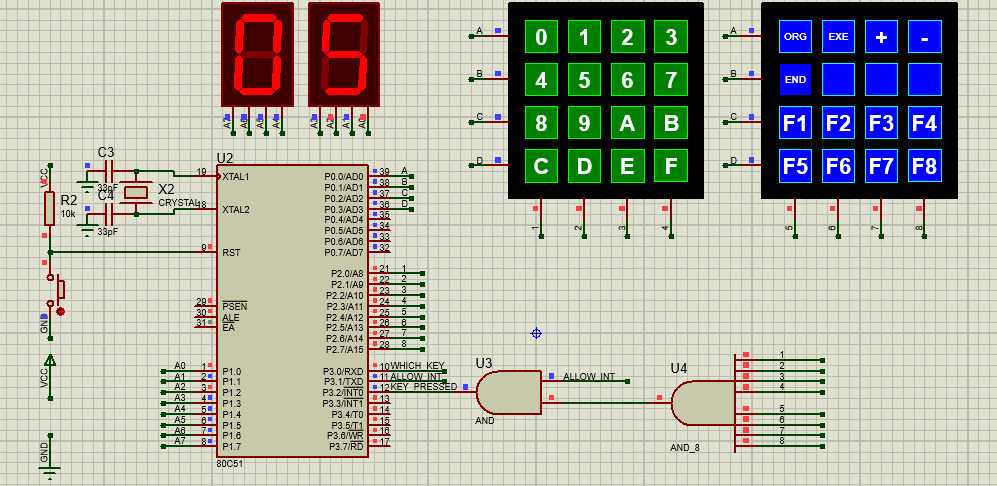 05
A7 A6 A5 A4 A3 A2 A1 A0
A
B
C
D
0 1 2 3
4 5 6 7
8 9 A B
C D E F
1 2 3 4
A
B
C
D
ORG EXE + -
END
F1 F2 F3 F4
F5 F6 F7 F8
5 6 7 8
C3
33pF
C4
33pF
X2
CRYSTAL
VCC
R2
10k
GND
VCC
GND
U2
19 XTAL1
18 XTAL2
9 RST
29 PSEN
30 ALE
31 EA
A0 1 P1.0
A1 2 P1.1
A2 3 P1.2
A3 4 P1.3
A4 5 P1.4
A5 6 P1.5
A6 7 P1.6
A7 8 P1.7
P0.0/AD0 39 A
P0.1/AD1 38 B
P0.2/AD2 37 C
P0.3/AD3 36 D
P0.4/AD4 35
P0.5/AD5 34
P0.6/AD6 33
P0.7/AD7 32
P2.0/A8 21 1
P2.1/A9 22 2
P2.2/A10 23 3
P2.3/A11 24 4
P2.4/A12 25 5
P2.5/A13 26 6
P2.6/A14 27 7
P2.7/A15 28 8
P3.0/RXD 10 WHICH_KEY
P3.1/TXD 11 ALLOW_INT
P3.2/INT0 12 KEY_PRESSED
P3.3/INT1 13
P3.4/T0 14
P3.5/T1 15
P3.6/WR 16
P3.7/RD 17
80C51
U3
AND
ALLOW_INT
U4
AND_8
1
2
3
4
5
6
7
8